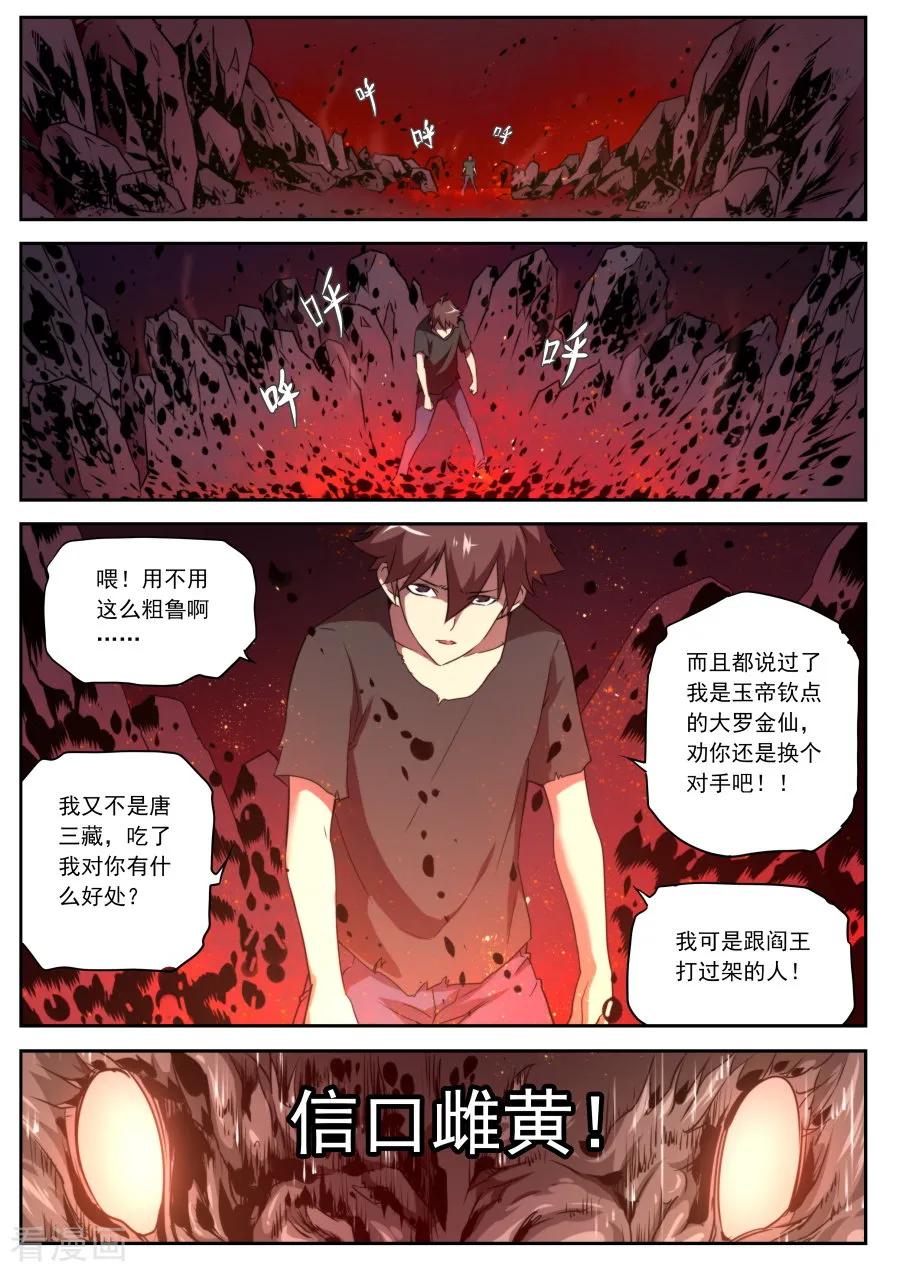 呼
呼
呼
呼
呼
呼
喂！用不用
这么粗鲁啊
……
而且都说过了
我是玉帝钦点
的大罗金仙，
劝你还是换个
对手吧！！
我又不是唐
三藏，吃了
我对你有什
么好处？
我可是跟阎王
打过架的人！
信口雌黄！
看漫画